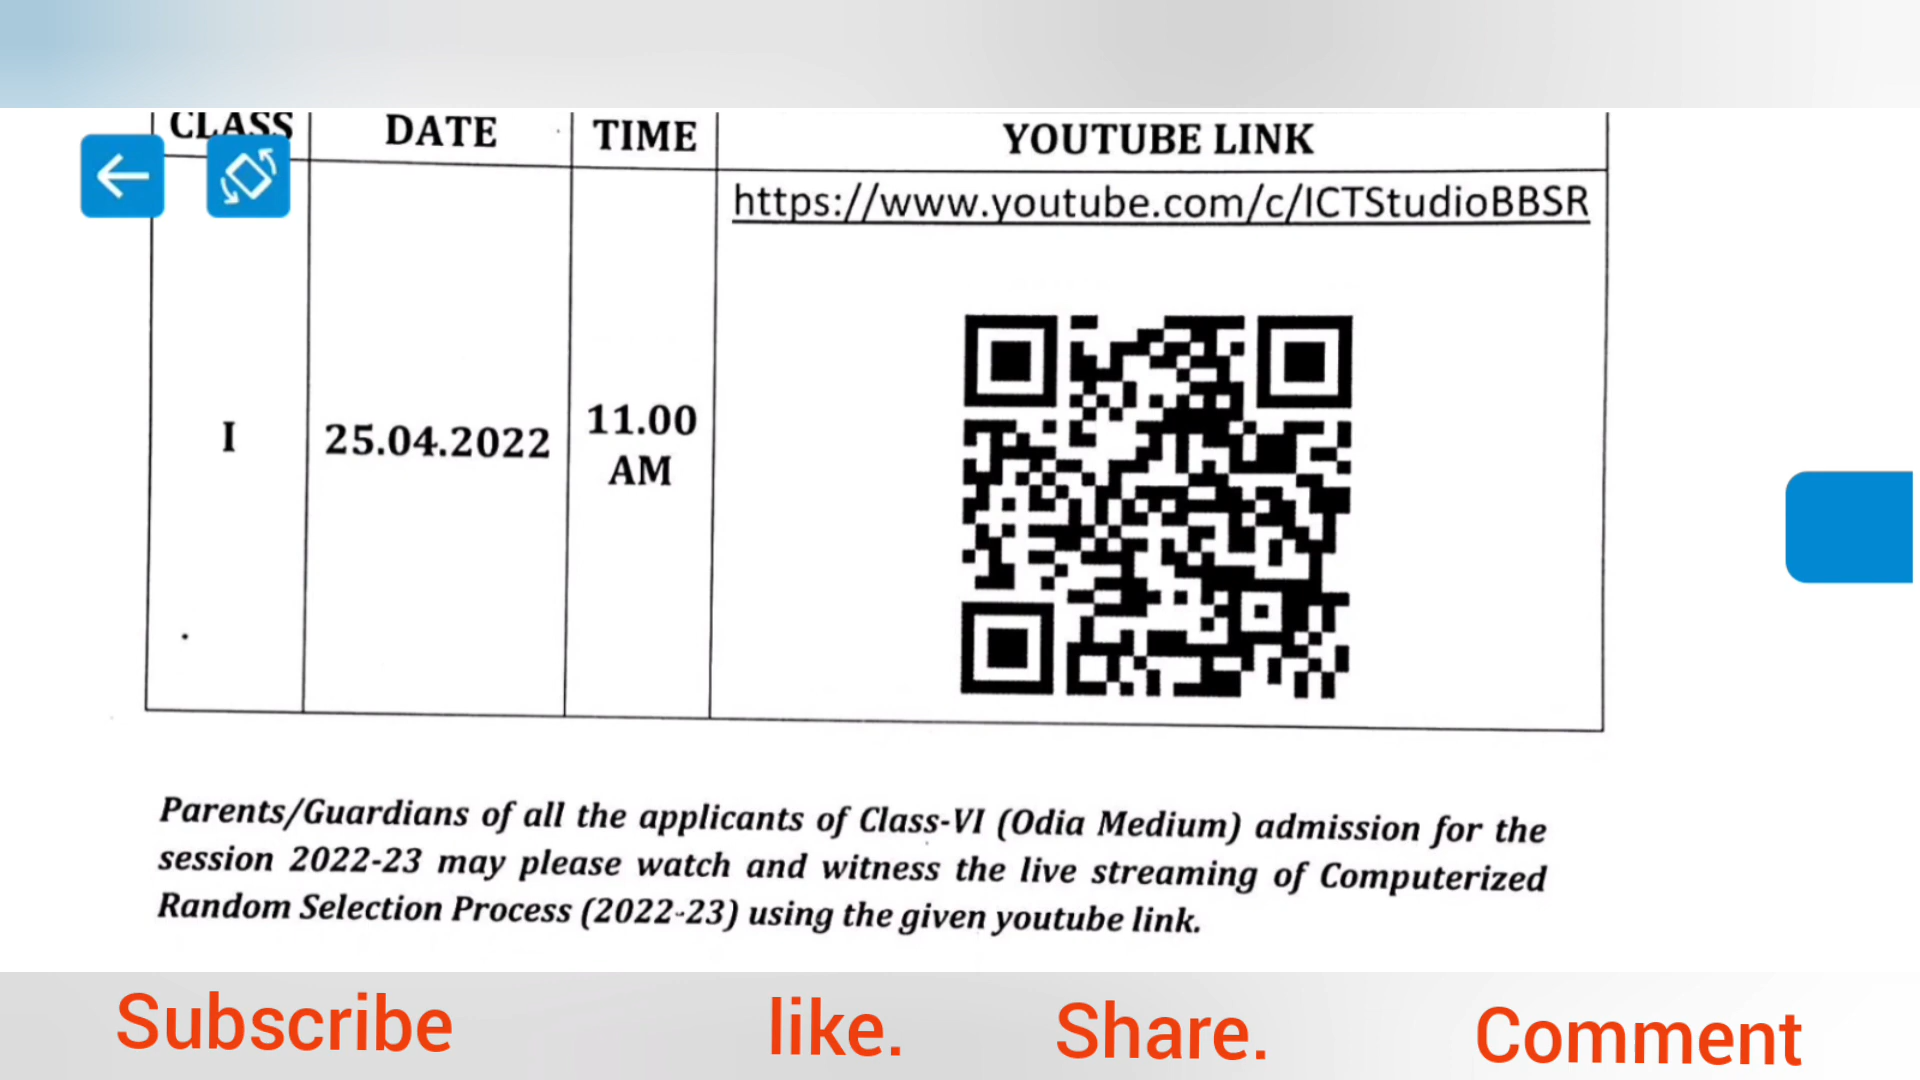 CLASS DATE TIME YOUTUBE LINK
https://www.youtube.com/c/ICTStudioBBSR
I 25.04.2022 11.00 AM
Parents/Guardians of all the applicants of Class-VI (Odia Medium) admission for the
session 2022-23 may please watch and witness the live streaming of Computerized
Random Selection Process (2022-23) using the given youtube link.
Subscribe like. Share. Comment